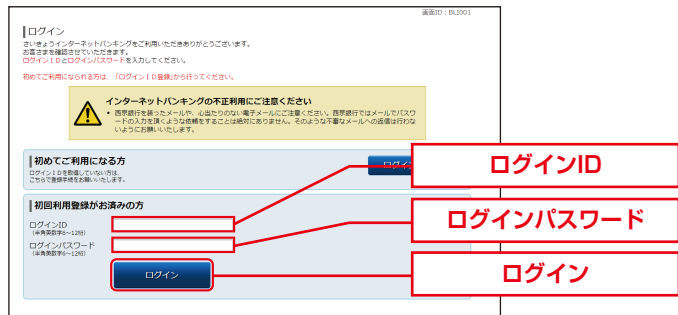 画面ID：BLI001
ログイン
さいきょうインターネットバンキングをご利用いただきありがとうございます。
お客さまを確認させていただきます。
ログインＩＤとログインパスワードを入力してください。
初めてご利用になられる方は、「ログインＩＤ登録」から行ってください。
インターネットバンキングの不正利用にご注意ください
• 西京銀行を装ったメールや、心当たりのない電子メールにご注意ください。西京銀行ではメールでパスワ
ードの入力を頂くような依頼をすることは絶対にありません。そのような不審なメールへの返信は行わな
いようにお願いいたします。
初めてご利用になる方
ログインＩＤを取得していない方は、
こちらで登録手続をお願いいたします。
ログイン
ログインID
初回利用登録がお済みの方
ログインID
(半角英数字6～12桁)
ログインパスワード
ログインパスワード
(半角英数字6～12桁)
ログイン
ログイン